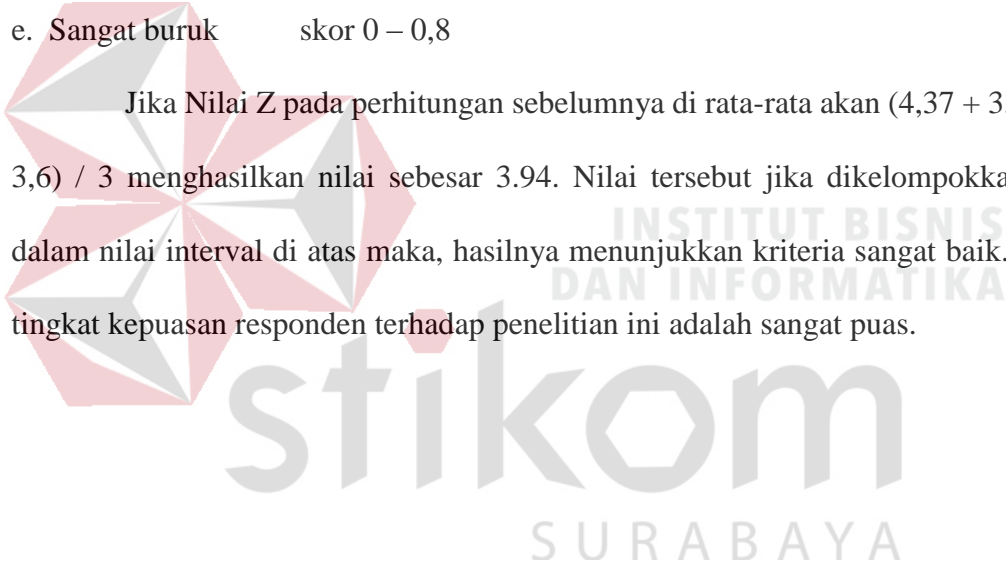 e. Sangat buruk skor 0 – 0,8
Jika Nilai Z pada perhitungan sebelumnya di rata-rata akan (4,37 + 3
3,6) / 3 menghasilkan nilai sebesar 3.94. Nilai tersebut jika dikelompokka
dalam nilai interval di atas maka, hasilnya menunjukkan kriteria sangat baik.
tingkat kepuasan responden terhadap penelitian ini adalah sangat puas.
INSTITUT BISNIS
DAN INFORMATIKA
stikom
SURABAYA